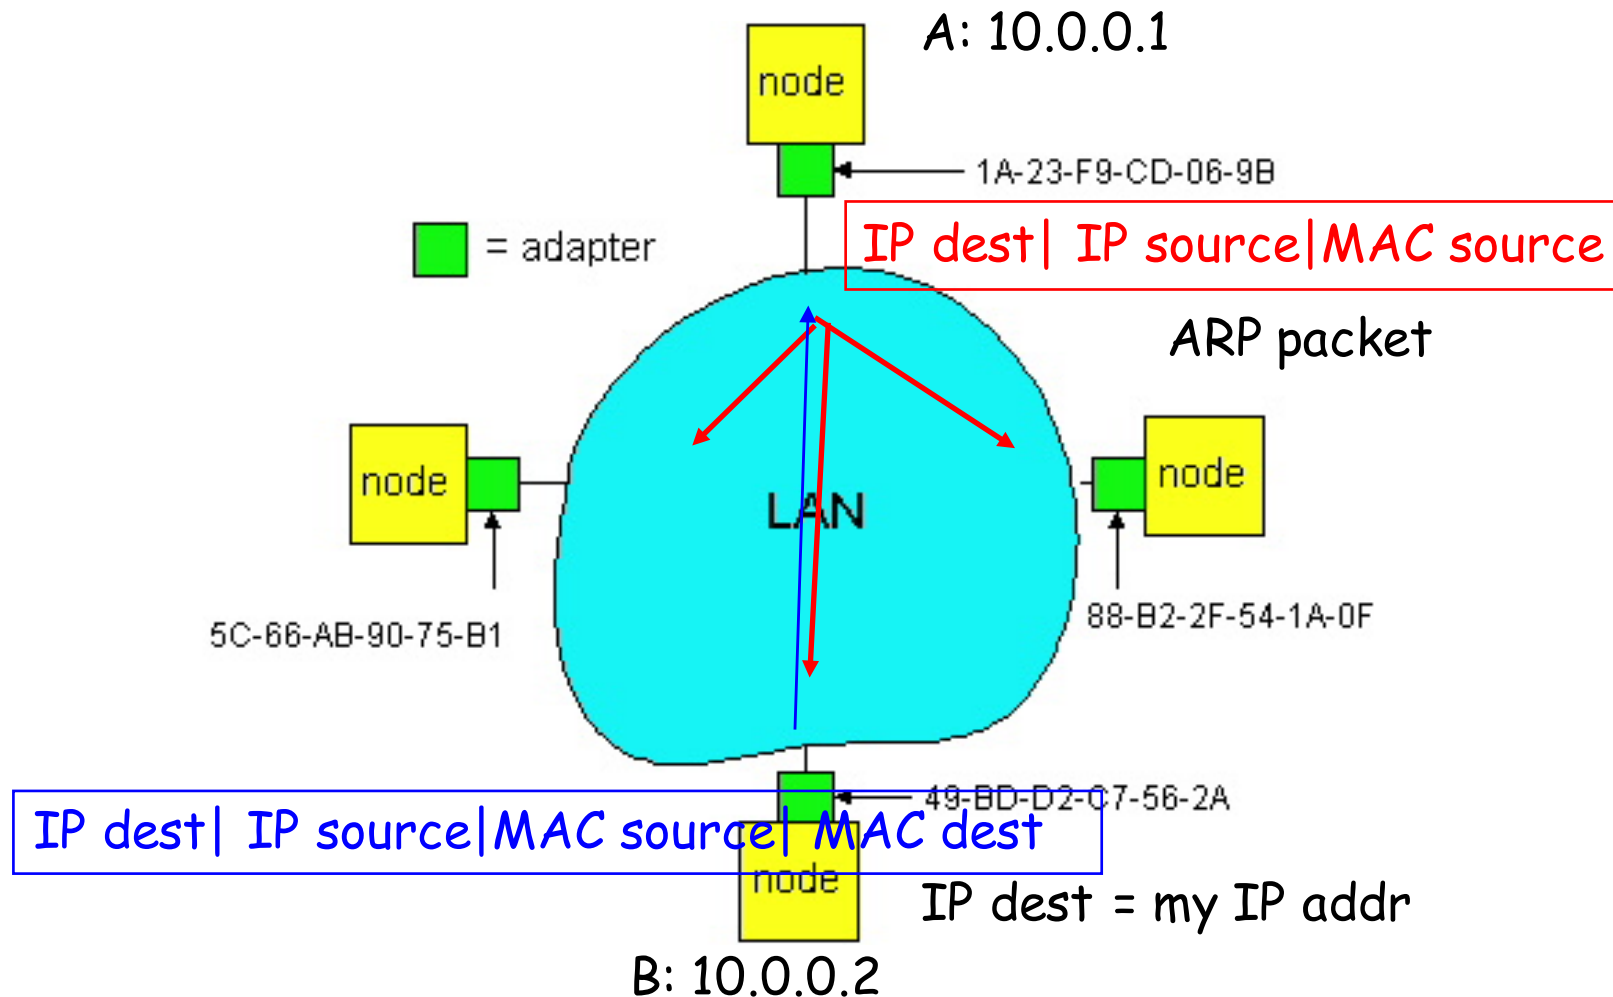 A: 10.0.0.1
node
1A-23-F9-CD-06-9B
IP dest| IP source|MAC source
= adapter
ARP packet
node
node
LAN
5C-66-AB-90-75-B1
88-B2-2F-54-1A-0F
49-BD-D2-C7-56-2A
IP dest| IP source|MAC source| MAC dest
node
IP dest = my IP addr
B: 10.0.0.2